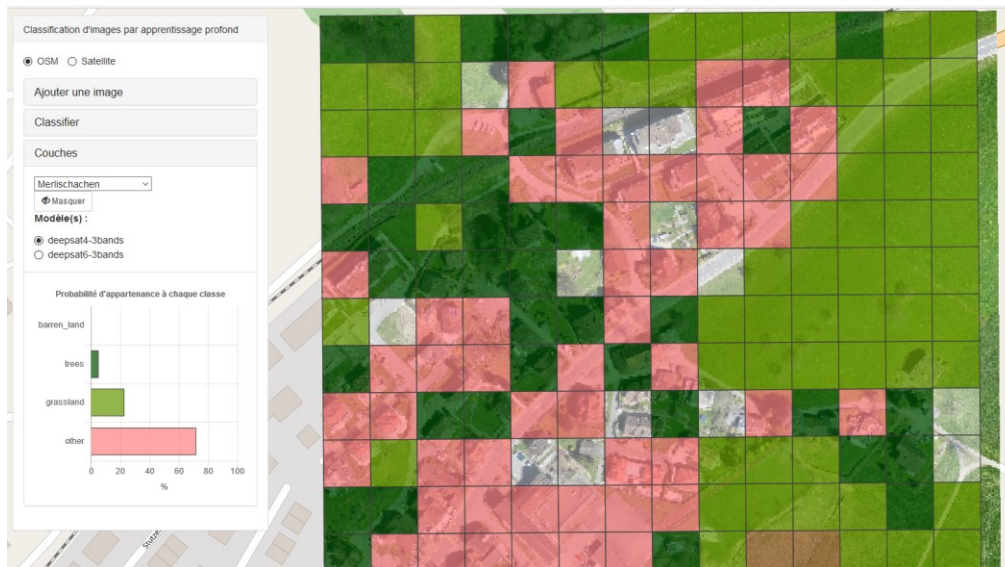 Classification d'images par apprentissage profond
OSM Satellite
Ajouter une image
Classifier
Couches
Merlischachen
Masquer
Modèle(s) :
deepsat4-3bands
deepsat6-3bands
Probabilité d'appartenance à chaque classe
barren_land
trees
grassland
other
0 20 40 60 80 100
%
Stutze